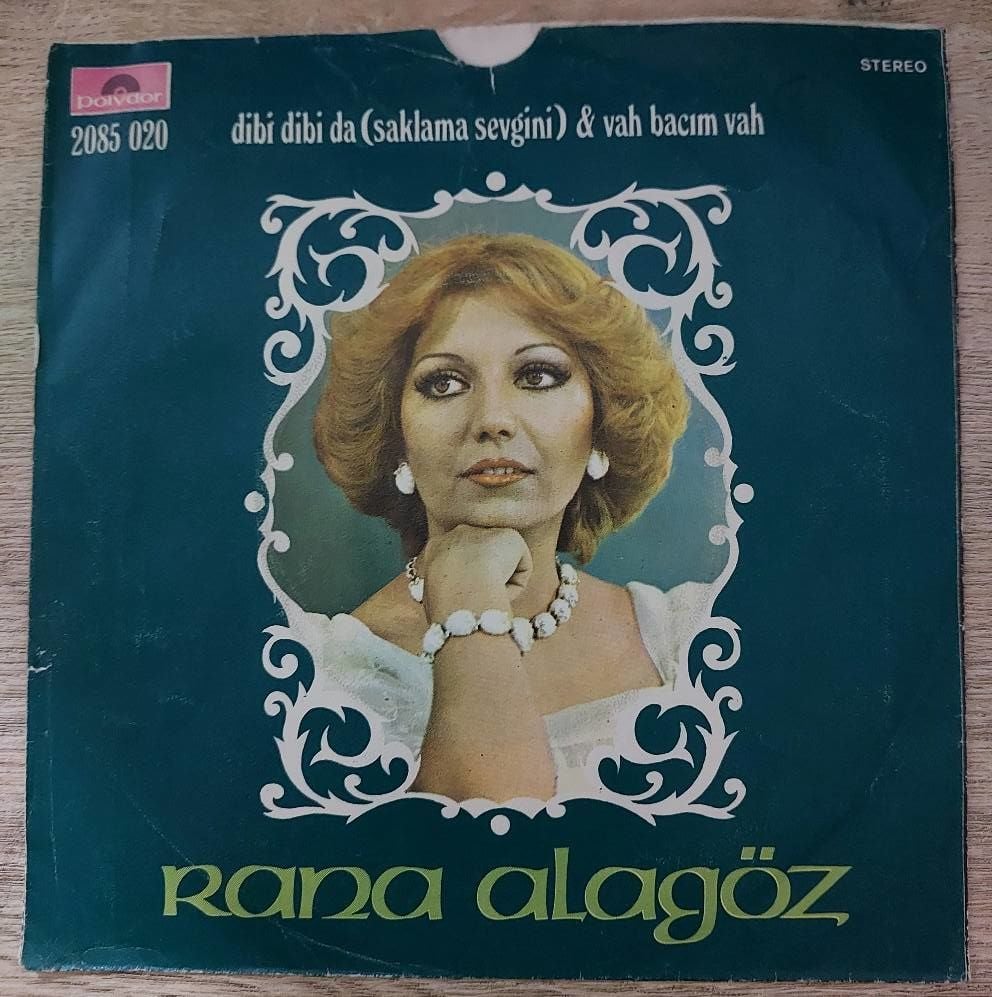 polydor
STEREO
2085 020
dibi dibi da (saklama sevgini) & vah bacım vah
Rana alagöz